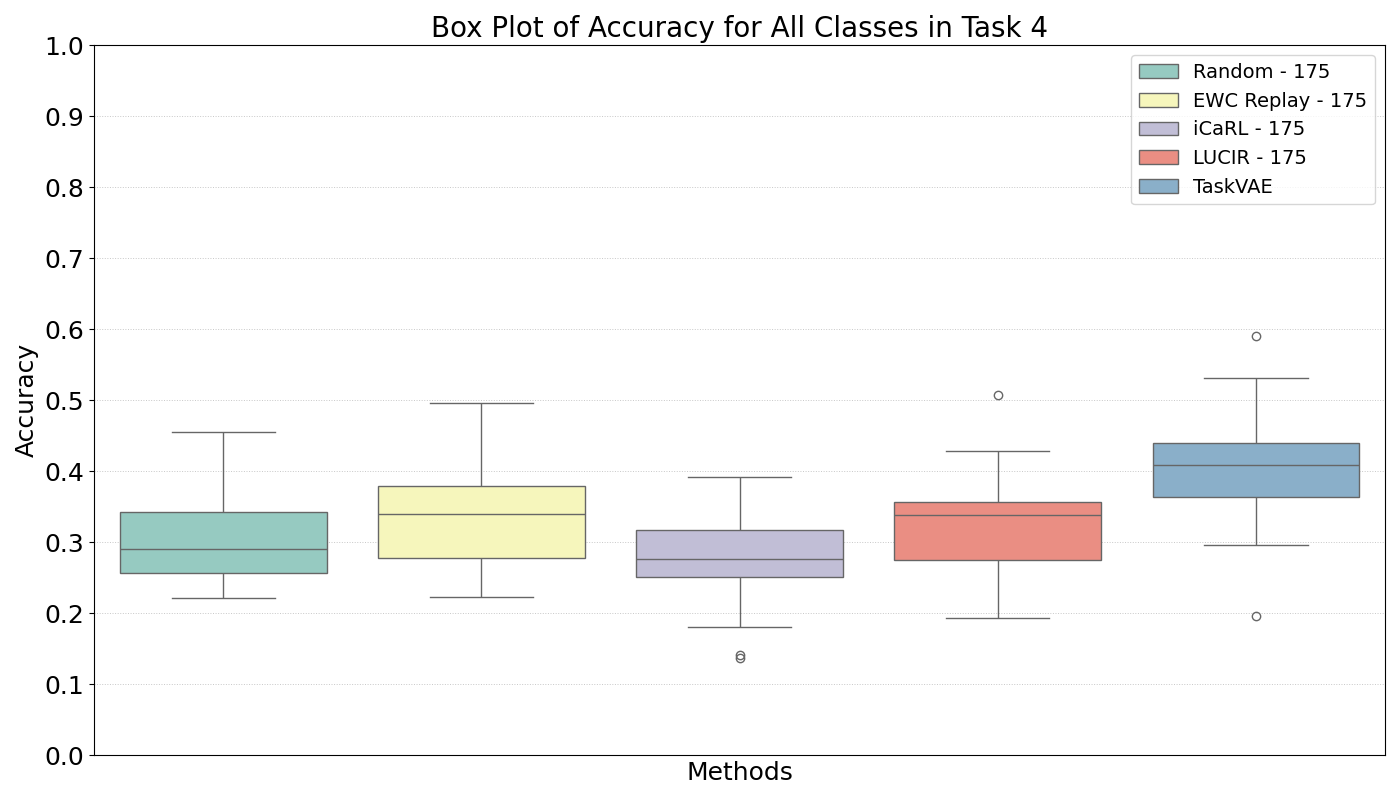 Box Plot of Accuracy for All Classes in Task 4
1.0
0.9
0.8
0.7
0.6
0.5
0.4
0.3
0.2
0.1
0.0
Accuracy
Methods
Random - 175
EWC Replay - 175
iCaRL - 175
LUCIR - 175
TaskVAE